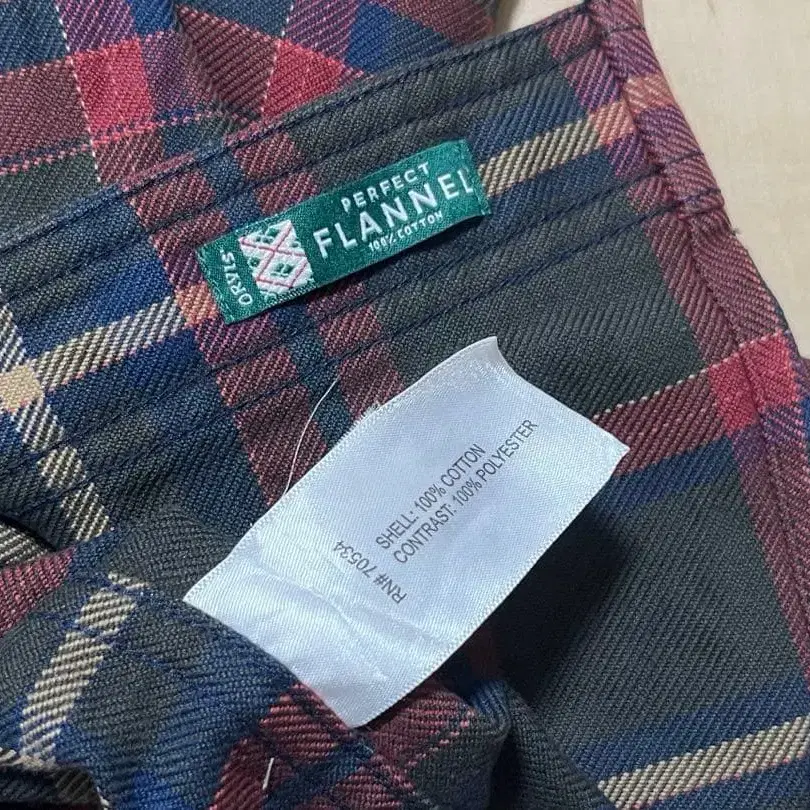 ORVIS
PERFECT
FLANNEL
100% COTTON
SHELL: 100% COTTON
CONTRAST: 100% POLYESTER
RN# 70534